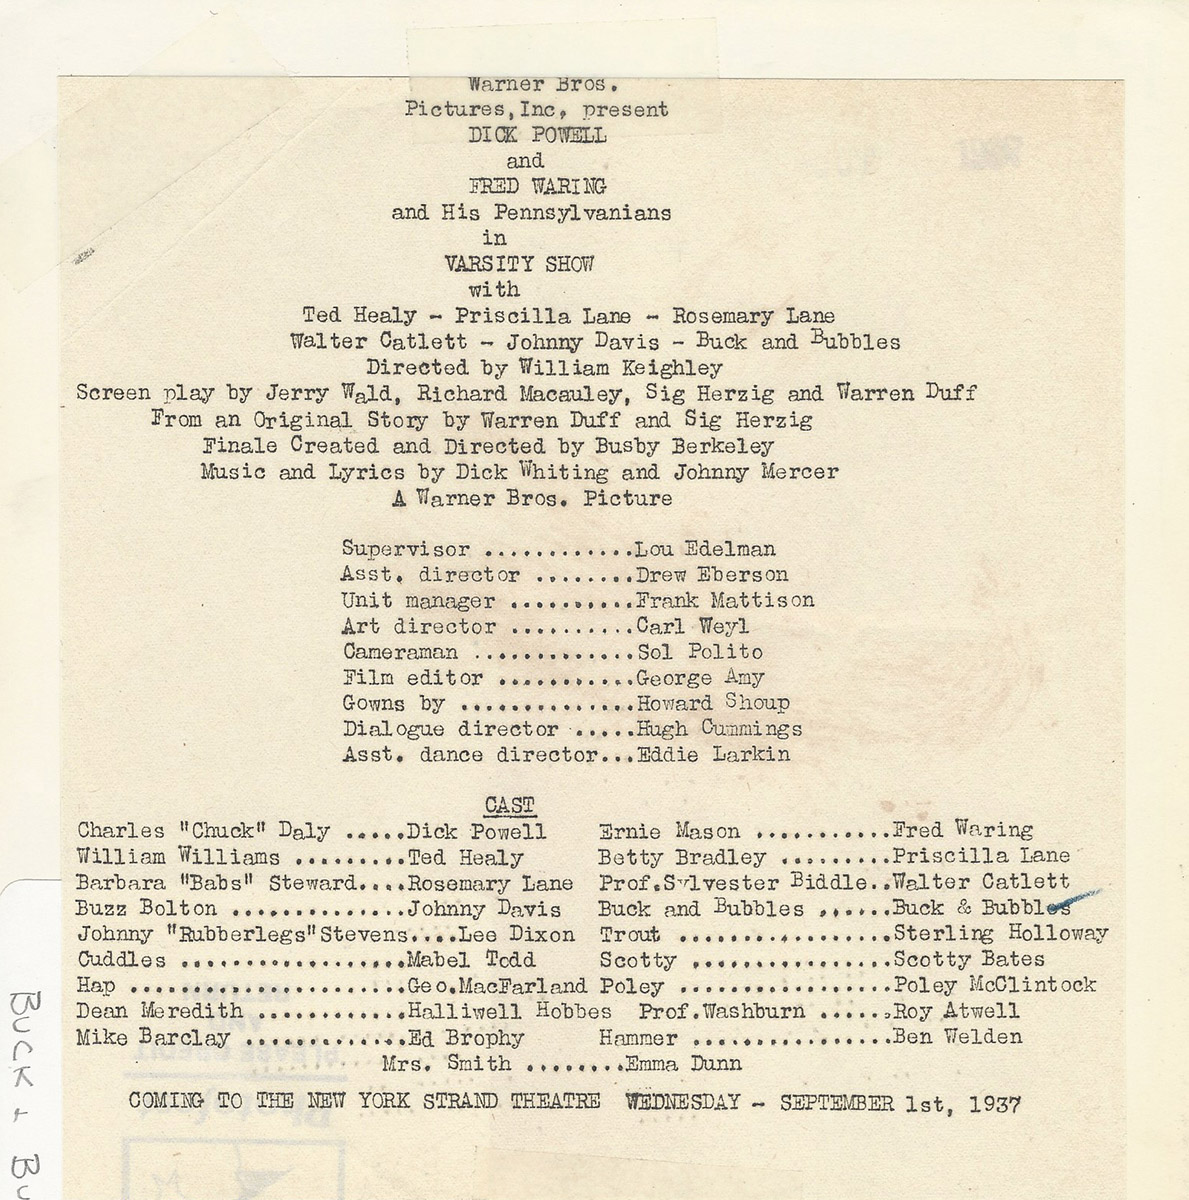 Warner Bros.
Pictures,Inc, present
DICK POWELL
and
FRED WARING
and His Pennsylvanians
in
VARSITY SHOW
with
Ted Healy - Priscilla Lane - Rosemary Lane
Walter Catlett - Johnny Davis - Buck and Bubbles
Directed by William Keighley
Screen play by Jerry Wald, Richard Macauley, Sig Herzig and Warren Duff
From an Original Story by Warren Duff and Sig Herzig
Finale Created and Directed by Busby Berkeley
Music and Lyrics by Dick Whiting and Johnny Mercer
A Warner Bros. Picture
Supervisor ............Lou Edelman
Asst. director ........Drew Eberson
Unit manager ..........Frank Mattison
Art director ..........Carl Weyl
Cameraman .............Sol Polito
Film editor ...........George Amy
Gowns by ..............Howard Shoup
Dialogue director .....Hugh Cummings
Asst. dance director...Eddie Larkin
CAST
Charles "Chuck" Daly .....Dick Powell Ernie Mason ...........Fred Waring
William Williams .........Ted Healy Betty Bradley .........Priscilla Lane
Barbara "Babs" Steward....Rosemary Lane Prof.Sylvester Biddle..Walter Catlett
Buzz Bolton ..............Johnny Davis Buck and Bubbles ......Buck & Bubbles
Johnny "Rubberlegs"Stevens....Lee Dixon Trout .................Sterling Holloway
Cuddles ..................Mabel Todd Scotty ................Scotty Bates
Hap ......................Geo.MacFarland Poley .................Poley McClintock
Dean Meredith ............Halliwell Hobbes Prof.Washburn ......Roy Atwell
Mike Barclay .............Ed Brophy Hammer ................Ben Welden
Mrs. Smith ........Emma Dunn
COMING TO THE NEW YORK STRAND THEATRE WEDNESDAY - SEPTEMBER 1st, 1937
BUCK + BU